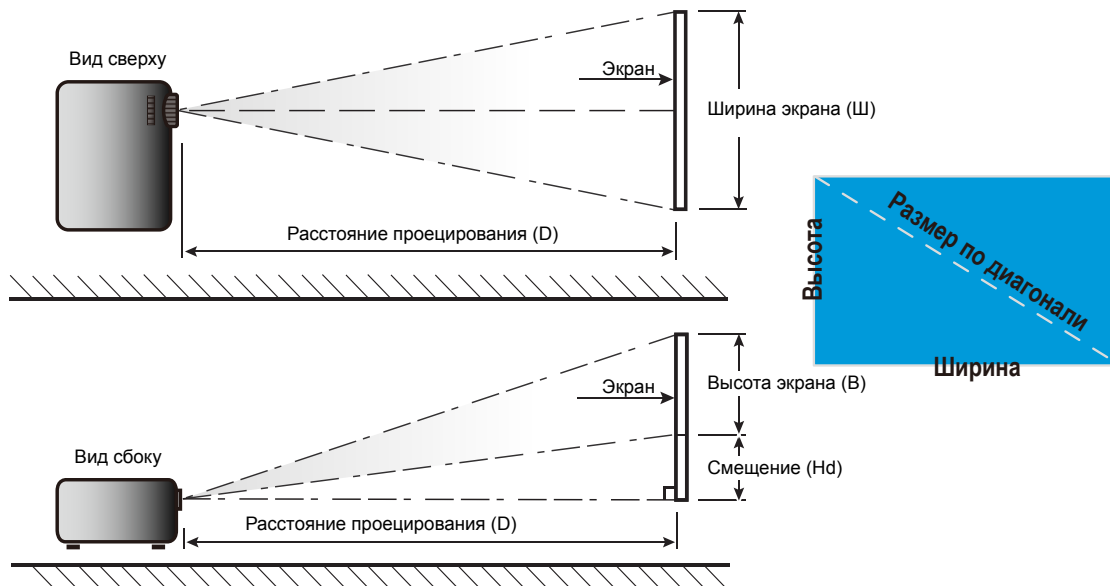 Вид сверху
Экран
Ширина экрана (Ш)
Расстояние проецирования (D)
Высота
Размер по диагонали
Ширина
Экран
Высота экрана (В)
Вид сбоку
Смещение (Hd)
Расстояние проецирования (D)